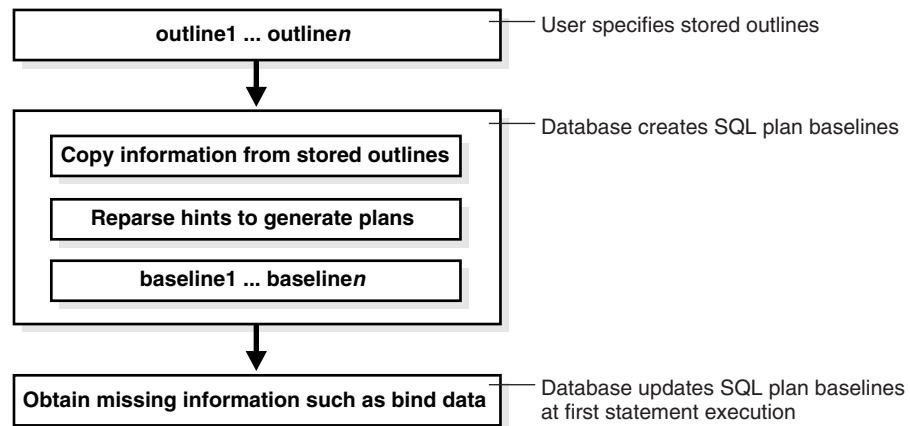 outline1 ... outlinen
User specifies stored outlines
Database creates SQL plan baselines
Copy information from stored outlines
Reparse hints to generate plans
baseline1 ... baselinen
Obtain missing information such as bind data
Database updates SQL plan baselines
at first statement execution